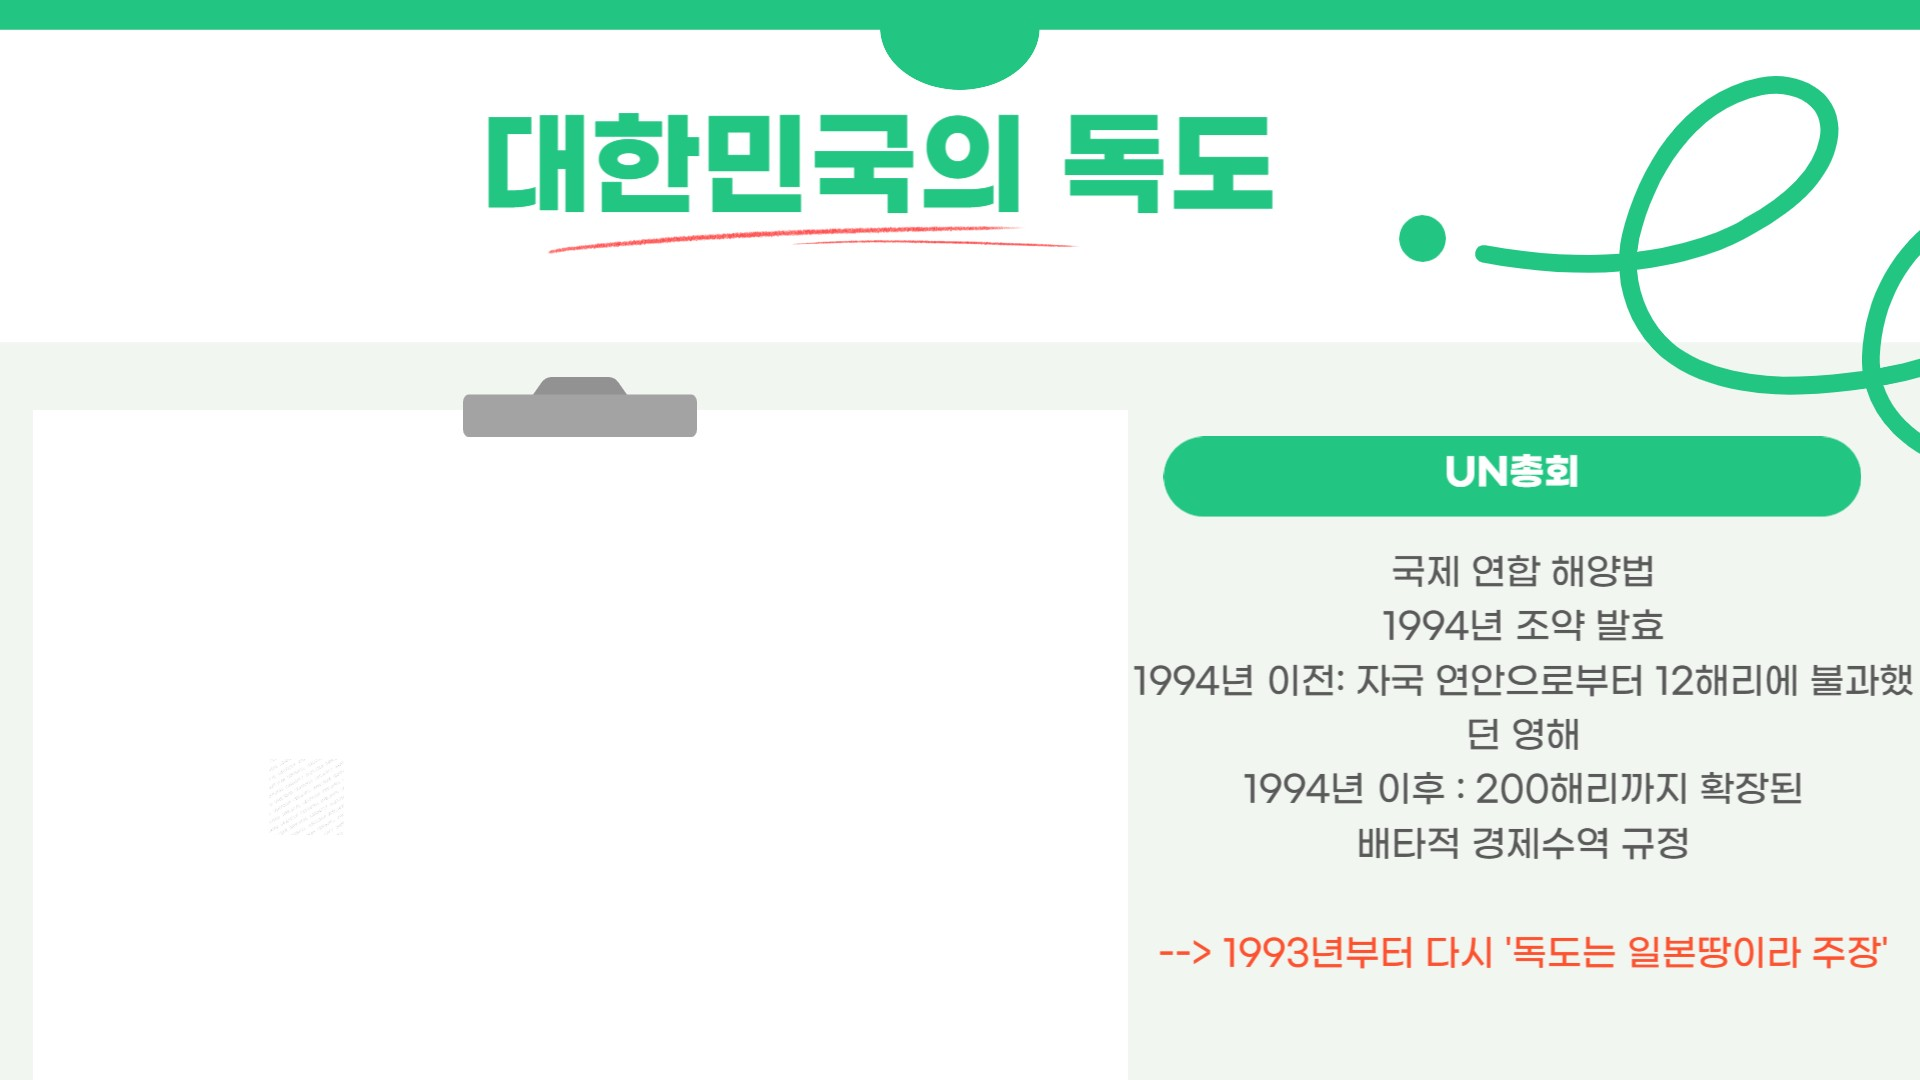 대한민국의 독도
UN총회
국제 연합 해양법
1994년 조약 발효
1994년 이전: 자국 연안으로부터 12해리에 불과했
던 영해
1994년 이후 : 200해리까지 확장된
배타적 경제수역 규정
--> 1993년부터 다시 '독도는 일본땅이라 주장'